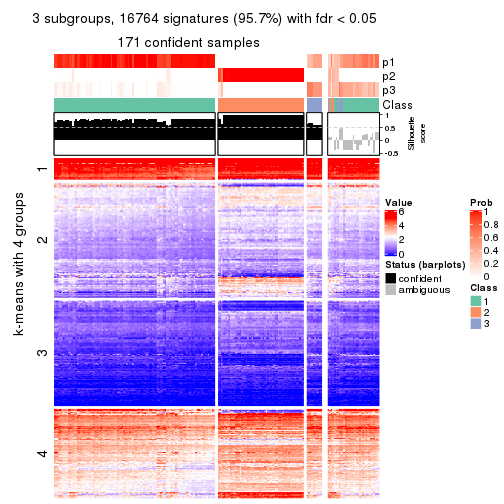 3 subgroups, 16764 signatures (95.7%) with fdr < 0.05
171 confident samples
p1
p2
p3
Class
1
0.5
0
-0.5
Silhouette
score
k-means with 4 groups
1
2
3
4
Value
6
4
2
0
Status (barplots)
confident
ambiguous
Prob
1
0.8
0.6
0.4
0.2
0
Class
1
2
3